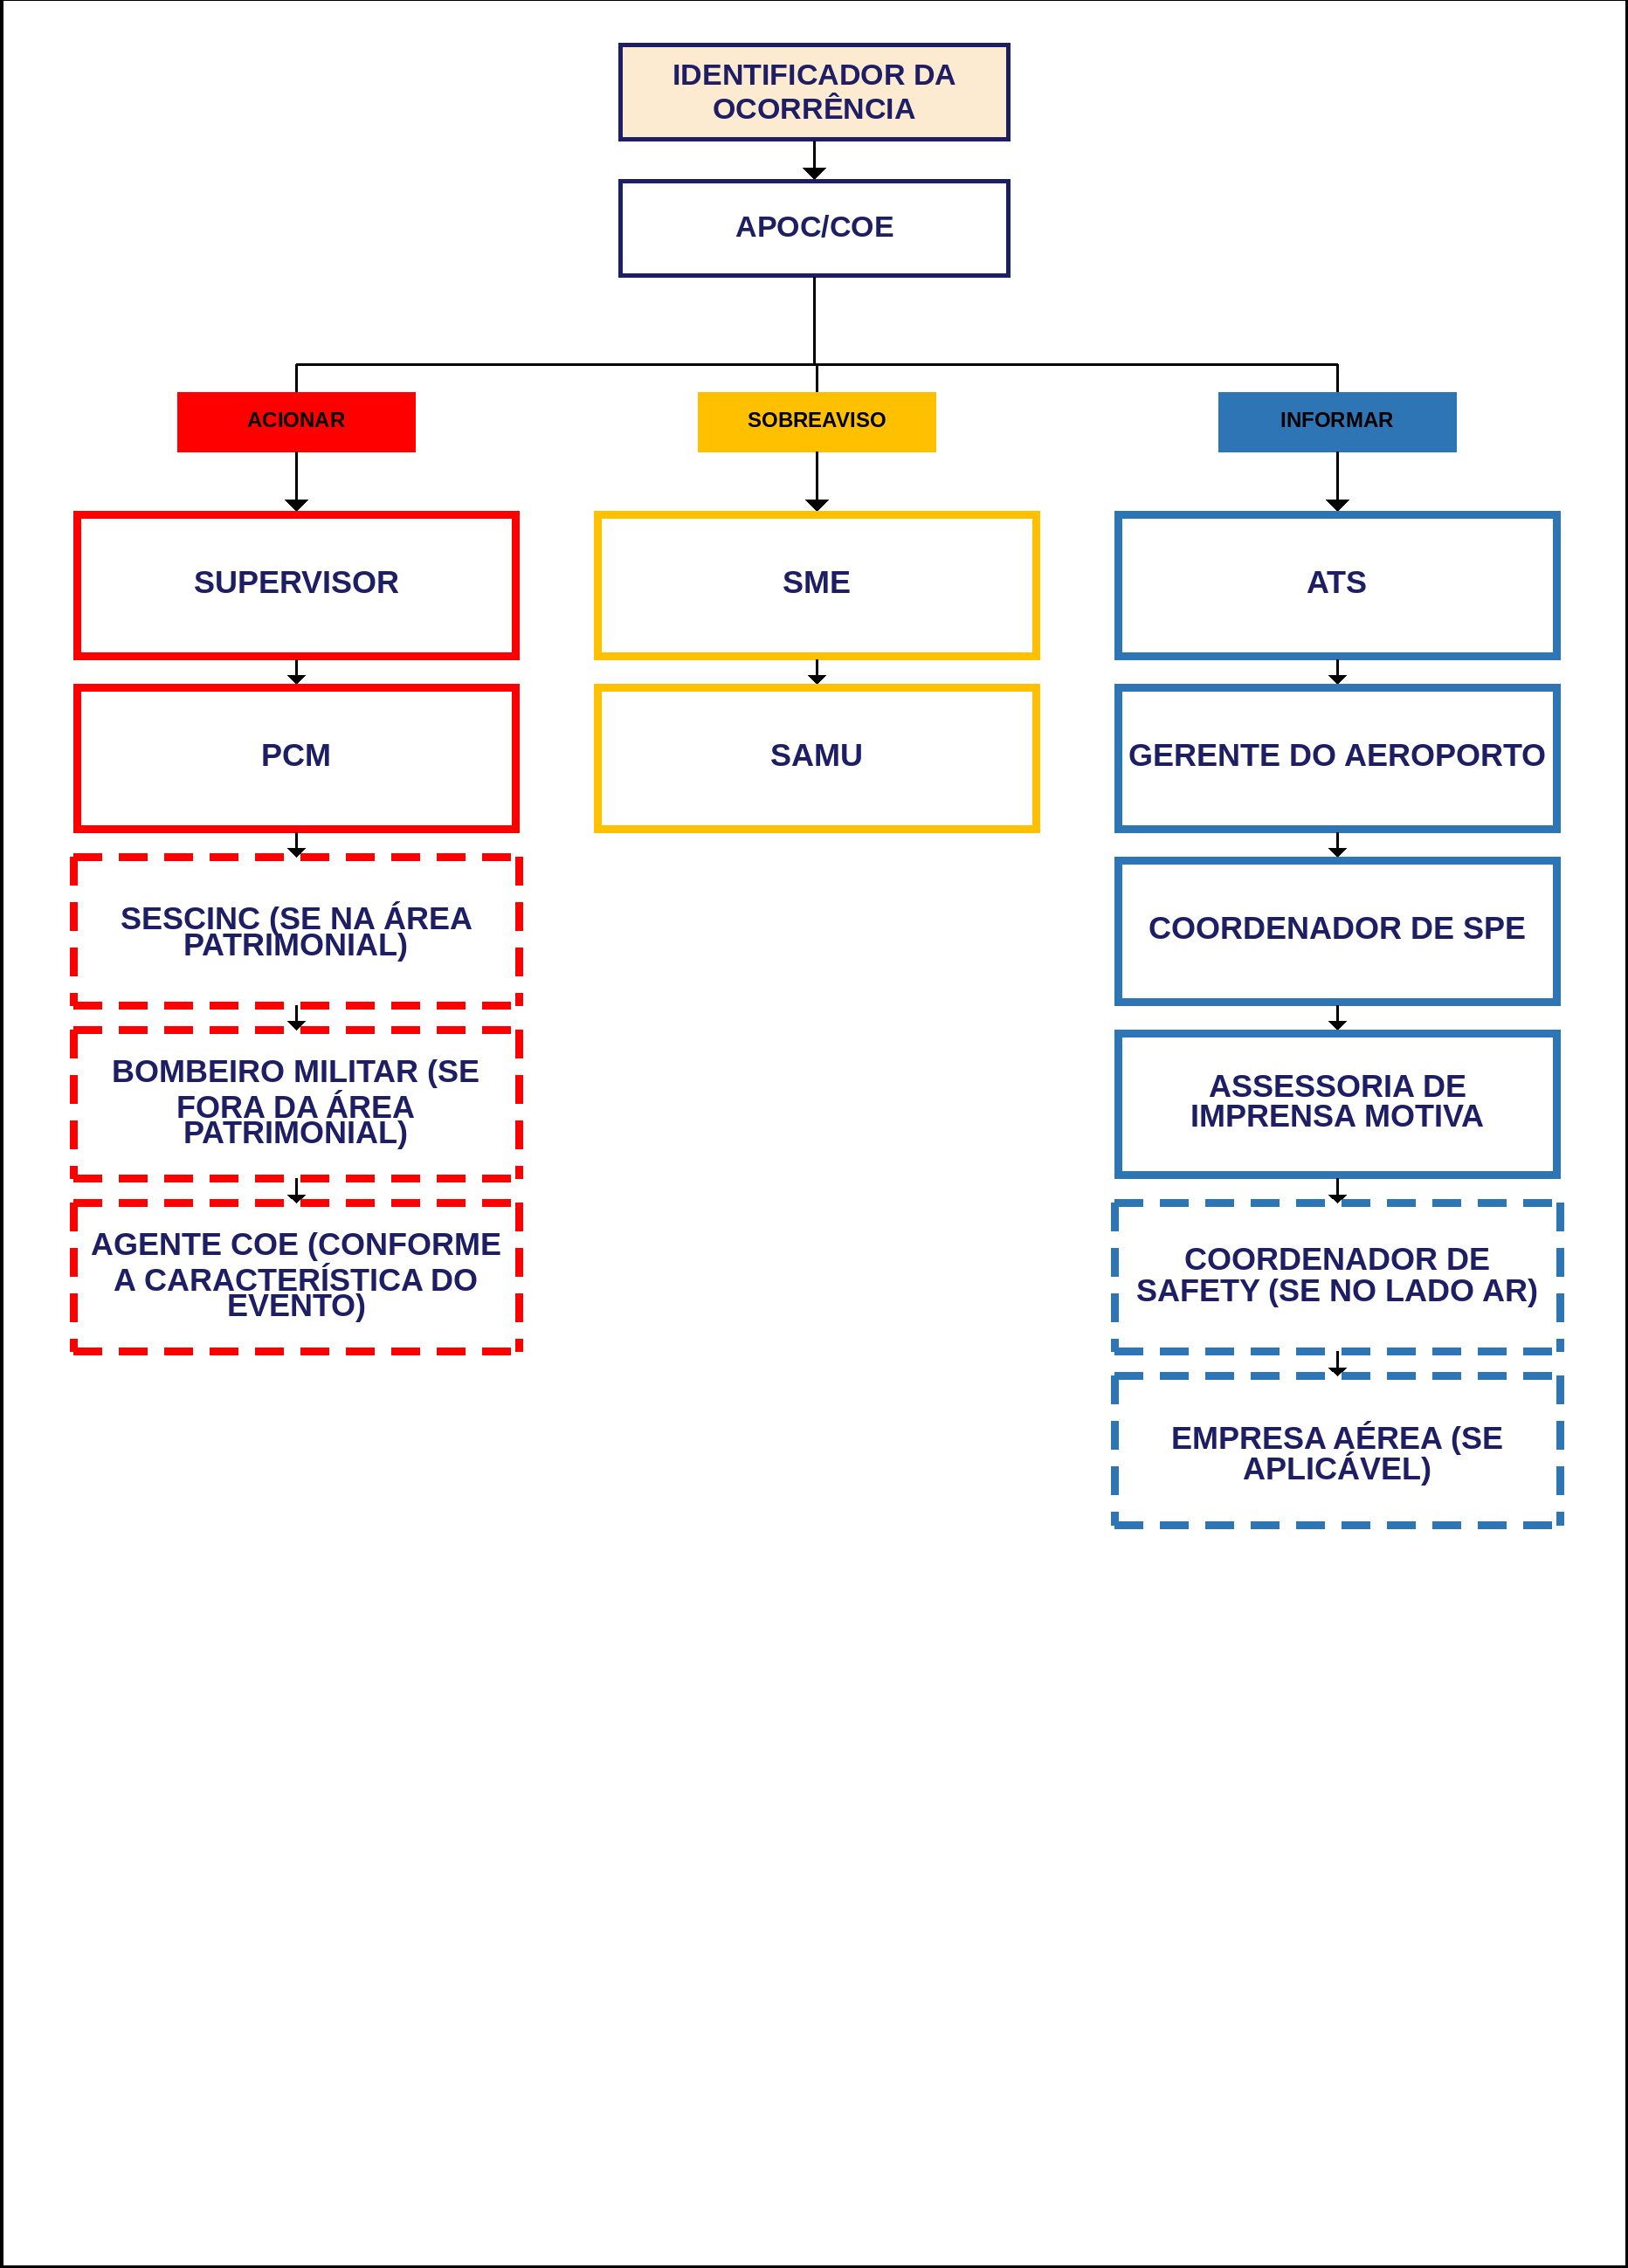 IDENTIFICADOR DA
OCORRÊNCIA
APOC/COE
ACIONAR
SOBREAVISO
INFORMAR
SUPERVISOR
SME
ATS
PCM
SAMU
GERENTE DO AEROPORTO
SESCINC (SE NA ÁREA
PATRIMONIAL)
COORDENADOR DE SPE
BOMBEIRO MILITAR (SE
FORA DA ÁREA
PATRIMONIAL)
ASSESSORIA DE
IMPRENSA MOTIVA
AGENTE COE (CONFORME
A CARACTERÍSTICA DO
EVENTO)
COORDENADOR DE
SAFETY (SE NO LADO AR)
EMPRESA AÉREA (SE
APLICÁVEL)